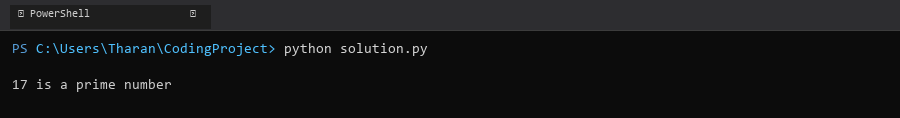 PowerShell
PS C:\Users\Tharan\CodingProject> python solution.py
17 is a prime number